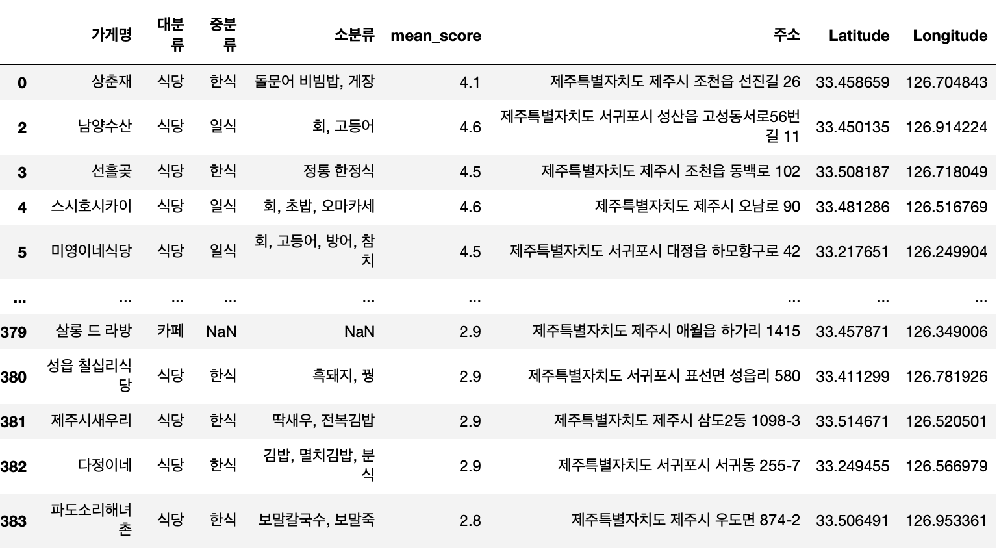 가게명 대분류 중분류 소분류 mean_score 주소 Latitude Longitude
0 상춘재 식당 한식 돌문어 비빔밥, 게장 4.1 제주특별자치도 제주시 조천읍 선진길 26 33.458659 126.704843
2 남양수산 식당 일식 회, 고등어 4.6 제주특별자치도 서귀포시 성산읍 고성동서로56번길 11 33.450135 126.914224
3 선흘곶 식당 한식 정통 한정식 4.5 제주특별자치도 제주시 조천읍 동백로 102 33.508187 126.718049
4 스시호시카이 식당 일식 회, 초밥, 오마카세 4.6 제주특별자치도 제주시 오남로 90 33.481286 126.516769
5 미영이네식당 식당 일식 회, 고등어, 방어, 참치 4.5 제주특별자치도 서귀포시 대정읍 하모항구로 42 33.217651 126.249904
... ... ... ... ... ... ... ... ...
379 살롱 드 라방 카페 NaN NaN 2.9 제주특별자치도 제주시 애월읍 하가리 1415 33.457871 126.349006
380 성읍 칠십리식당 식당 한식 흑돼지, 꿩 2.9 제주특별자치도 서귀포시 표선면 성읍리 580 33.411299 126.781926
381 제주시새우리 식당 한식 딱새우, 전복김밥 2.9 제주특별자치도 제주시 삼도2동 1098-3 33.514671 126.520501
382 다정이네 식당 한식 김밥, 멸치김밥, 분식 2.9 제주특별자치도 서귀포시 서귀동 255-7 33.249455 126.566979
383 파도소리해녀촌 식당 한식 보말칼국수, 보말죽 2.8 제주특별자치도 제주시 우도면 874-2 33.506491 126.953361